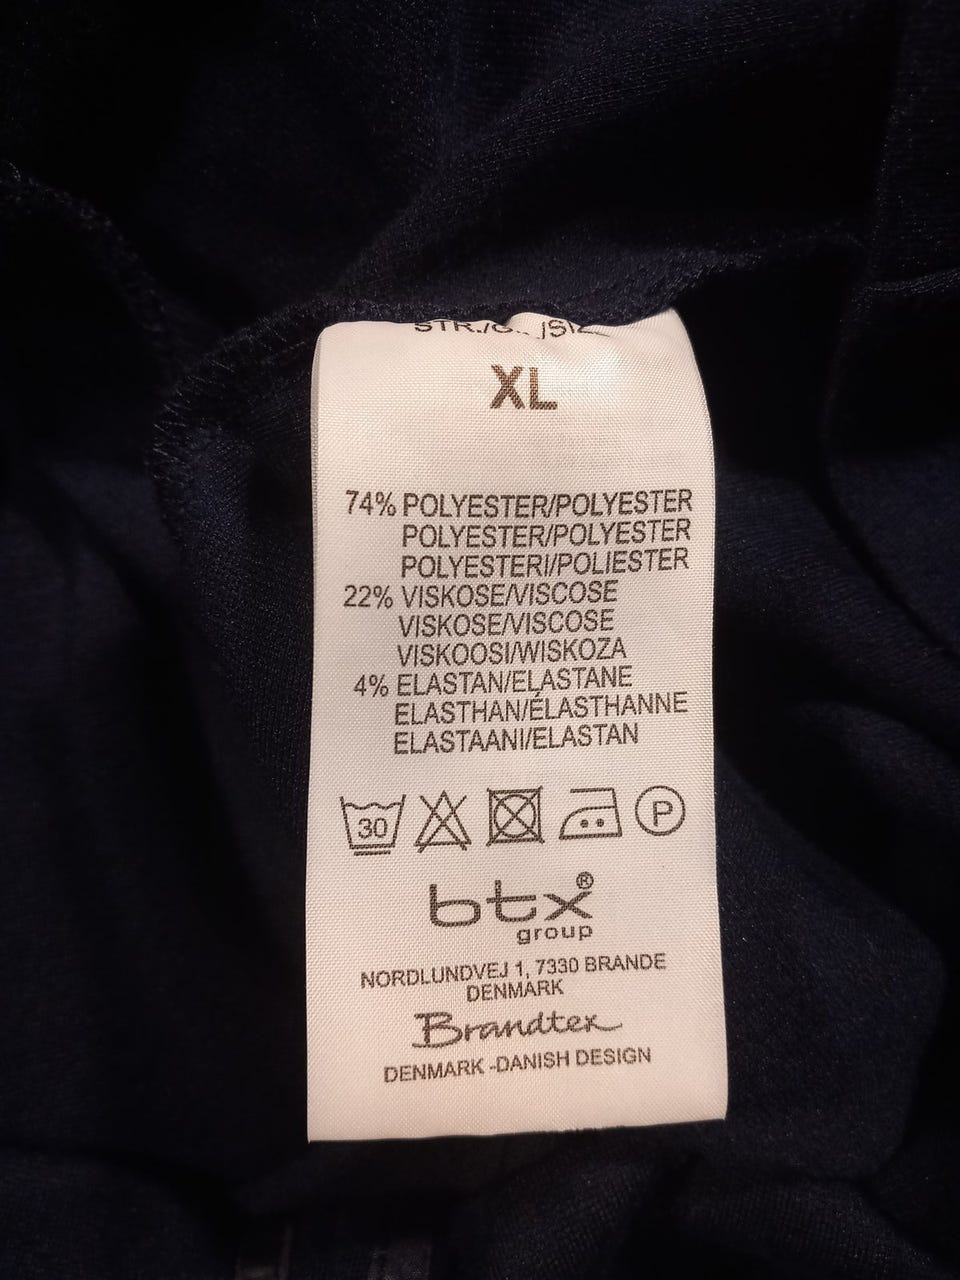 STR./
XL
74% POLYESTER/POLYESTER
POLYESTER/POLYESTER
POLYESTERI/POLIESTER
22% VISKOSE/VISCOSE
VISKOSE/VISCOSE
VISKOOSI/WISKOZA
4% ELASTAN/ELASTANE
ELASTHAN/ÉLASTHANNE
ELASTAANI/ELASTAN
30 P
btx®
group
NORDLUNDVEJ 1, 7330 BRANDE
DENMARK
Brandtex
DENMARK -DANISH DESIGN